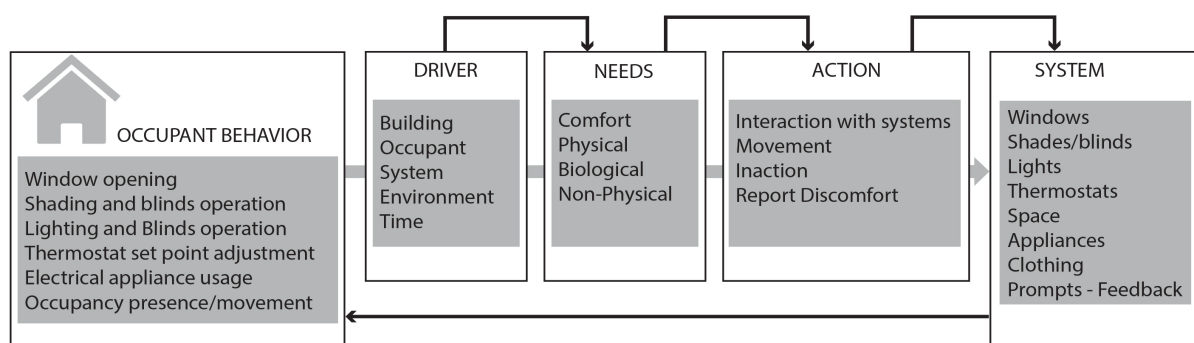 OCCUPANT BEHAVIOR
Window opening
Shading and blinds operation
Lighting and Blinds operation
Thermostat set point adjustment
Electrical appliance usage
Occupancy presence/movement
DRIVER
Building
Occupant
System
Environment
Time
NEEDS
Comfort
Physical
Biological
Non-Physical
ACTION
Interaction with systems
Movement
Inaction
Report Discomfort
SYSTEM
Windows
Shades/blinds
Lights
Thermostats
Space
Appliances
Clothing
Prompts - Feedback